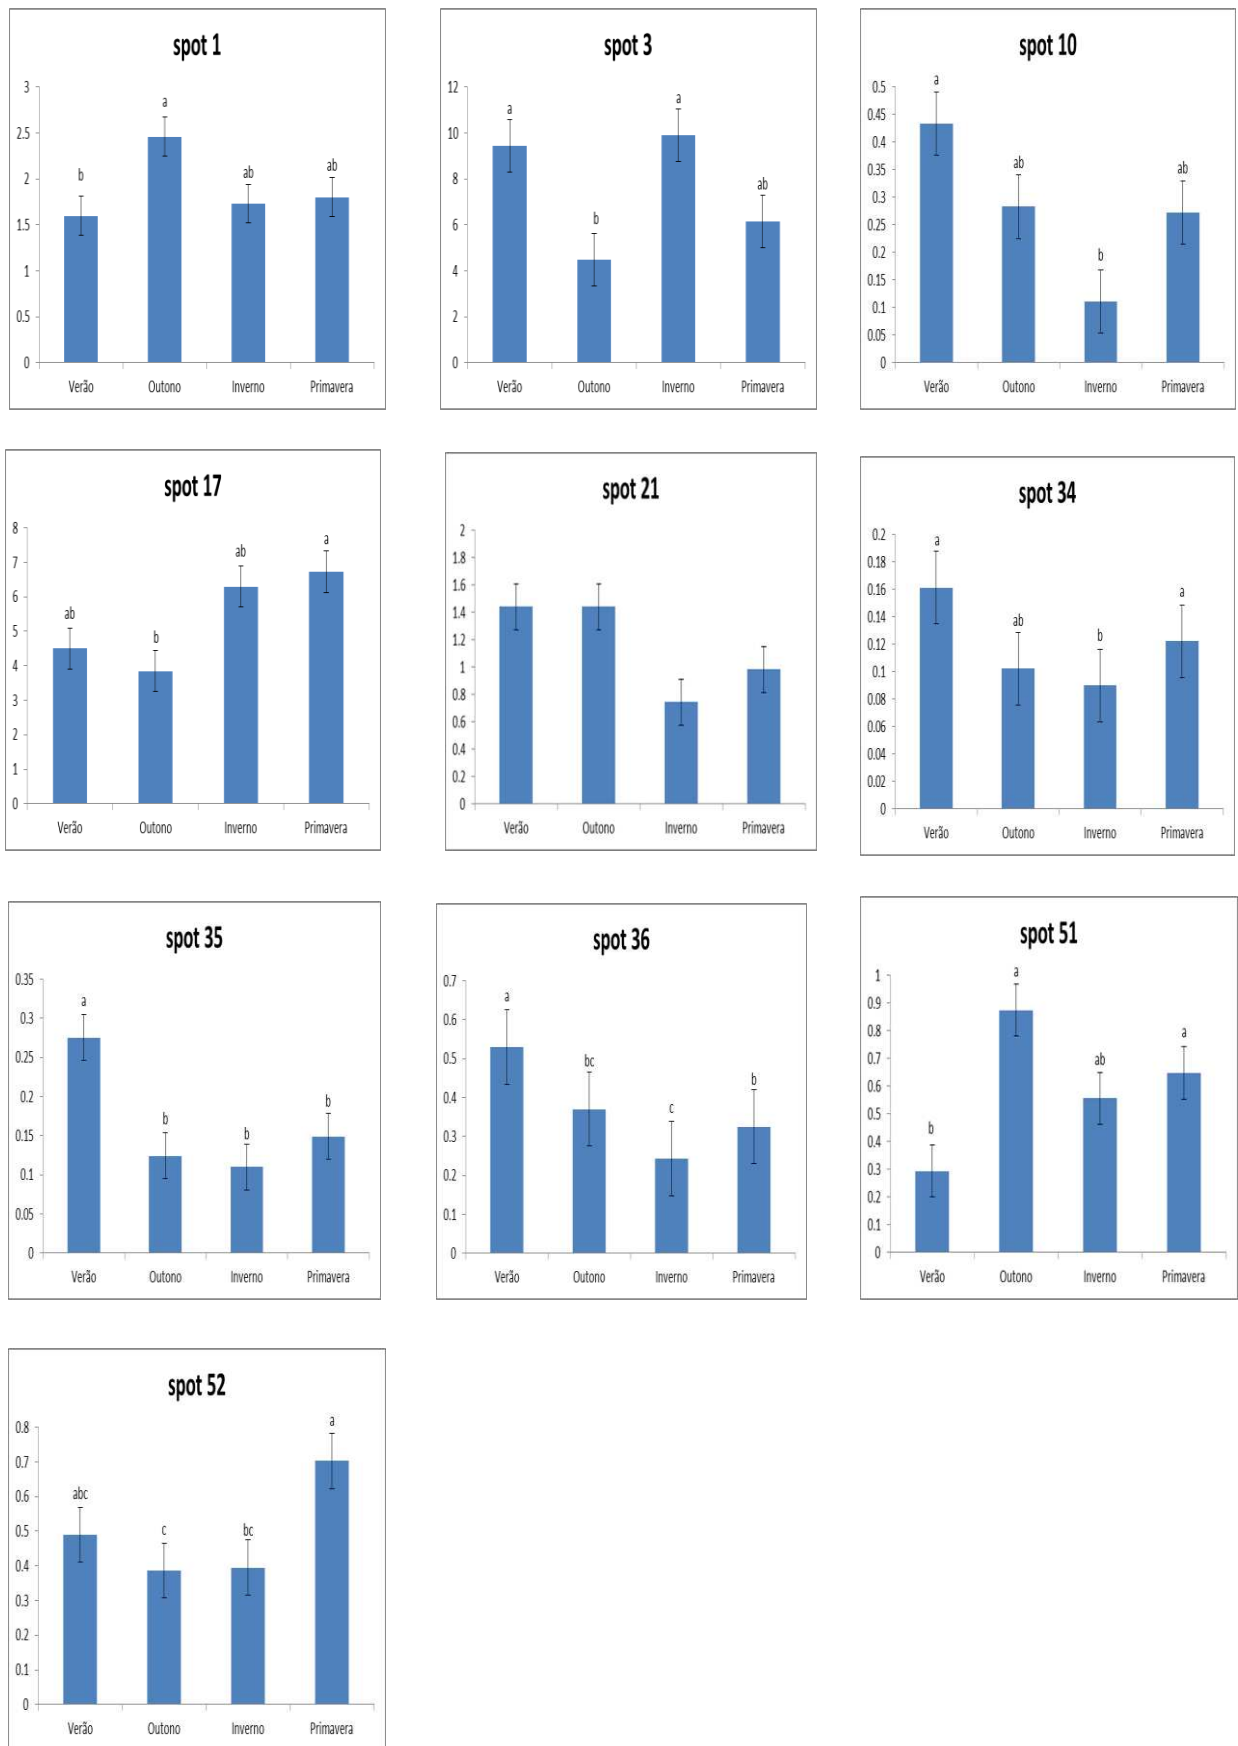 spot 1
3
2.5
2
1.5
1
0.5
0
b
a
ab
ab
Verão Outono Inverno Primavera
spot 3
12
10
8
6
4
2
0
a
b
a
ab
Verão Outono Inverno Primavera
spot 10
0.5
0.45
0.4
0.35
0.3
0.25
0.2
0.15
0.1
0.05
0
a
ab
b
ab
Verão Outono Inverno Primavera
spot 17
8
7
6
5
4
3
2
1
0
ab
b
ab
a
Verão Outono Inverno Primavera
spot 21
2
1.8
1.6
1.4
1.2
1
0.8
0.6
0.4
0.2
0
Verão Outono Inverno Primavera
spot 34
0.2
0.18
0.16
0.14
0.12
0.1
0.08
0.06
0.04
0.02
0
a
ab
b
a
Verão Outono Inverno Primavera
spot 35
0.35
0.3
0.25
0.2
0.15
0.1
0.05
0
a
b
b
b
Verão Outono Inverno Primavera
spot 36
0.7
0.6
0.5
0.4
0.3
0.2
0.1
0
a
bc
c
b
Verão Outono Inverno Primavera
spot 51
1
0.9
0.8
0.7
0.6
0.5
0.4
0.3
0.2
0.1
0
b
a
ab
a
Verão Outono Inverno Primavera
spot 52
0.8
0.7
0.6
0.5
0.4
0.3
0.2
0.1
0
abc
c
bc
a
Verão Outono Inverno Primavera